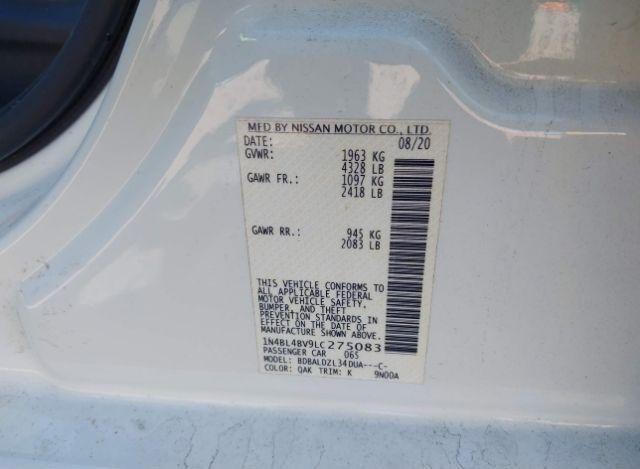 MFD BY NISSAN MOTOR CO., LTD.
DATE: 08/20
GVWR: 1963 KG
4328 LB
GAWR FR.: 1097 KG
2418 LB
GAWR RR.: 945 KG
2083 LB
THIS VEHICLE CONFORMS TO
ALL APPLICABLE FEDERAL
MOTOR VEHICLE SAFETY,
BUMPER, AND THEFT
PREVENTION STANDARDS IN
EFFECT ON THE DATE OF
MANUFACTURE SHOWN ABOVE.
1N4BL4BV9LC275083
PASSENGER CAR 065
MODEL: BDBALDZL34DUA---C-
COLOR: QAK TRIM: K 9N00A